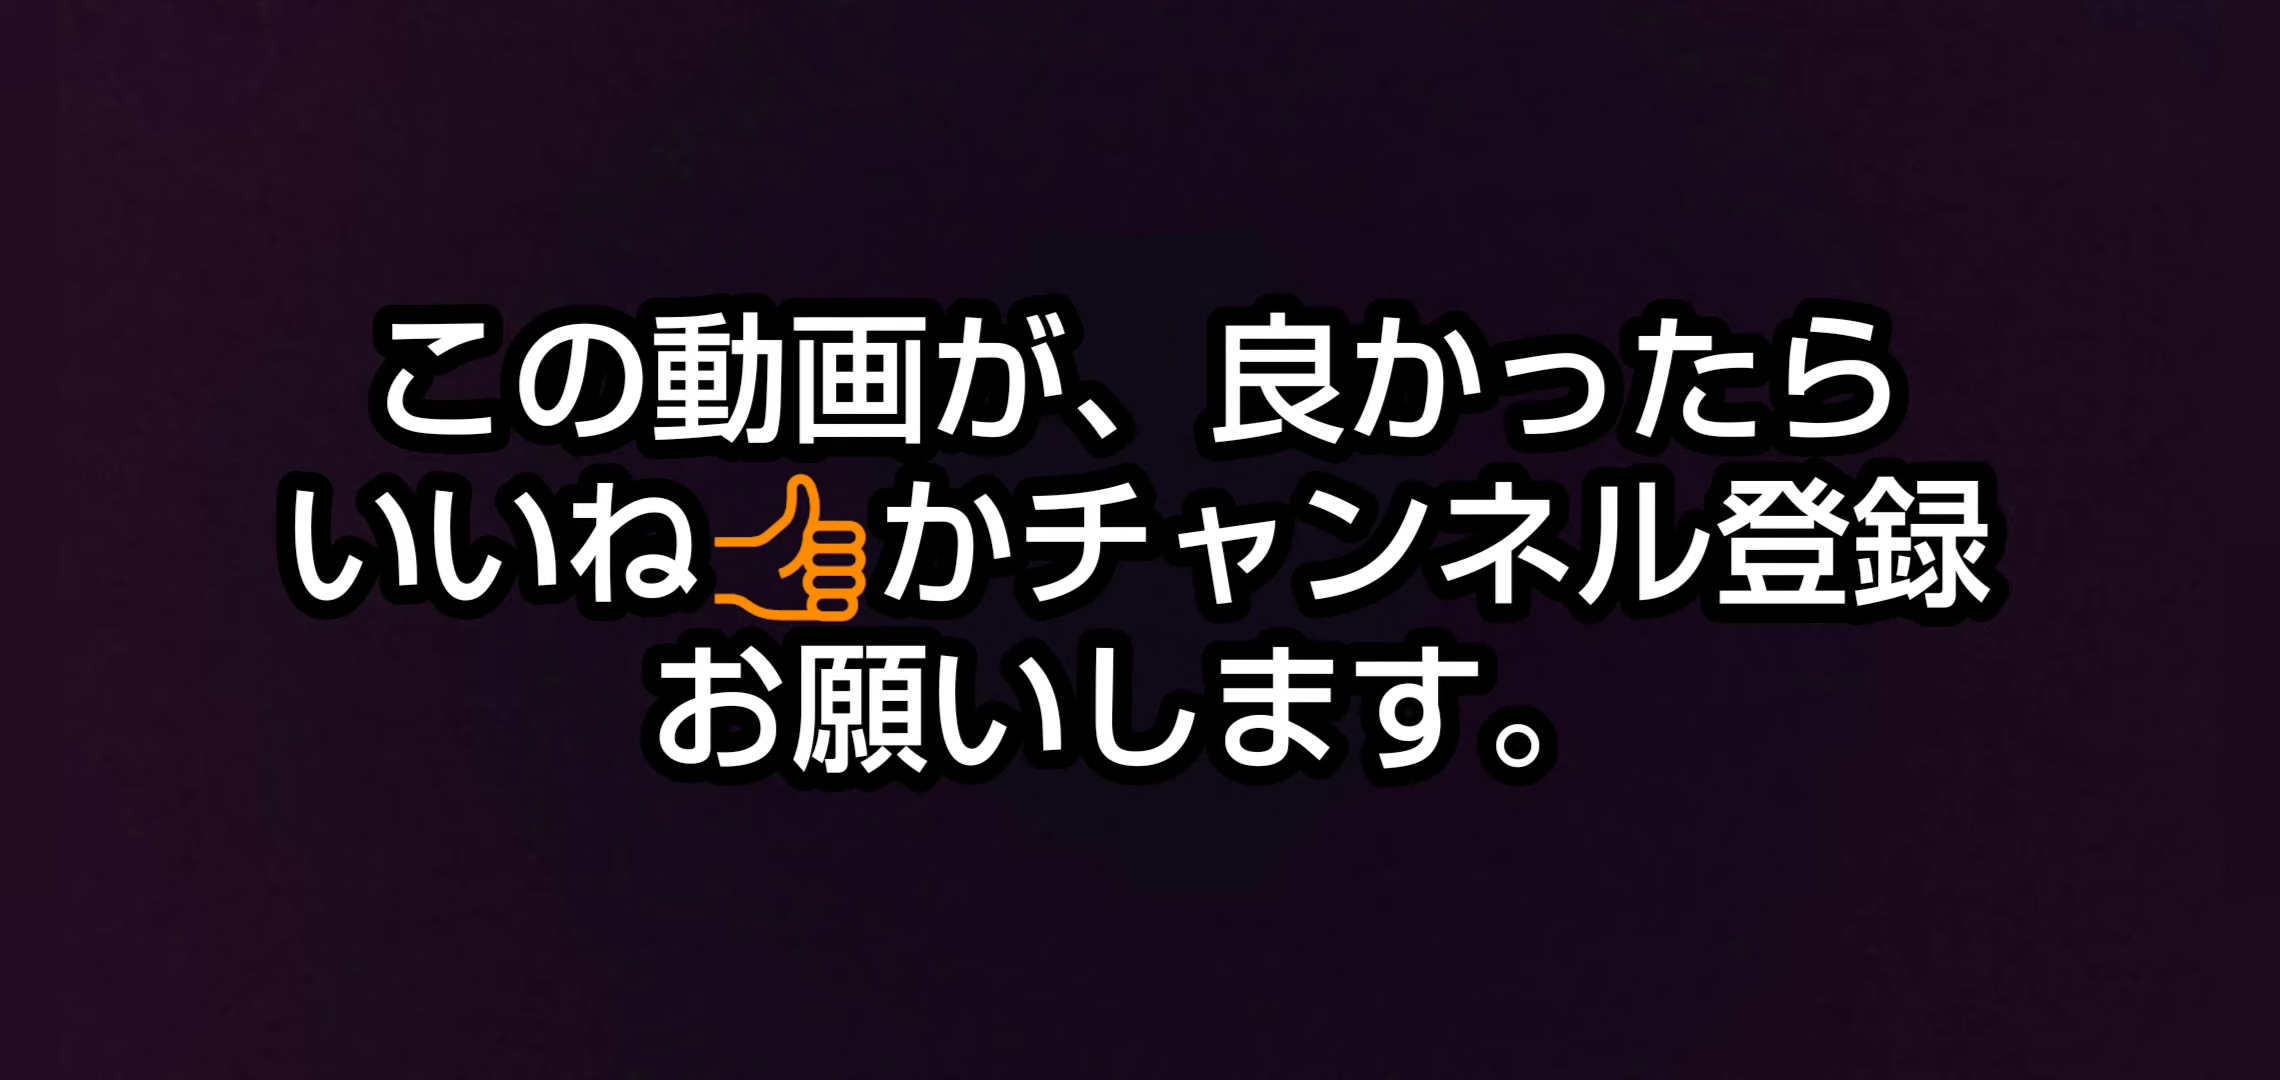 この動画が、良かったら
いいね👍かチャンネル登録
お願いします。